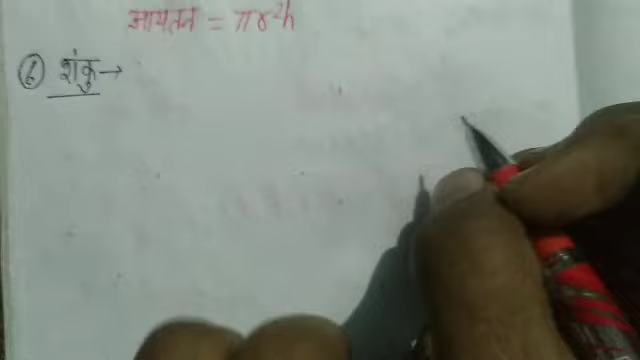 आयतन = πr²h
(6) शंकु →